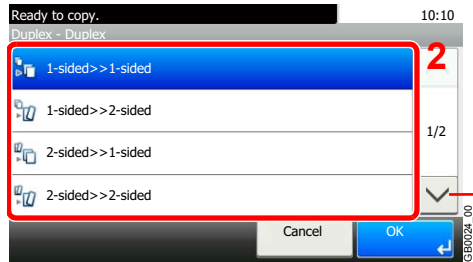 Ready to copy. 10:10
Duplex - Duplex
2
1-sided>>1-sided
1-sided>>2-sided
1/2
2-sided>>1-sided
2-sided>>2-sided
Cancel OK
GB0024_00